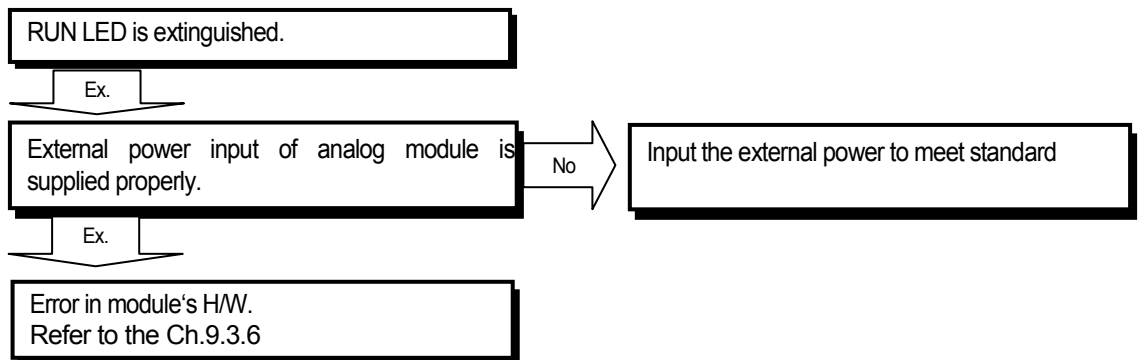 RUN LED is extinguished.
Ex.
External power input of analog module is
supplied properly.
No
Input the external power to meet standard
Ex.
Error in module‘s H/W.
Refer to the Ch.9.3.6